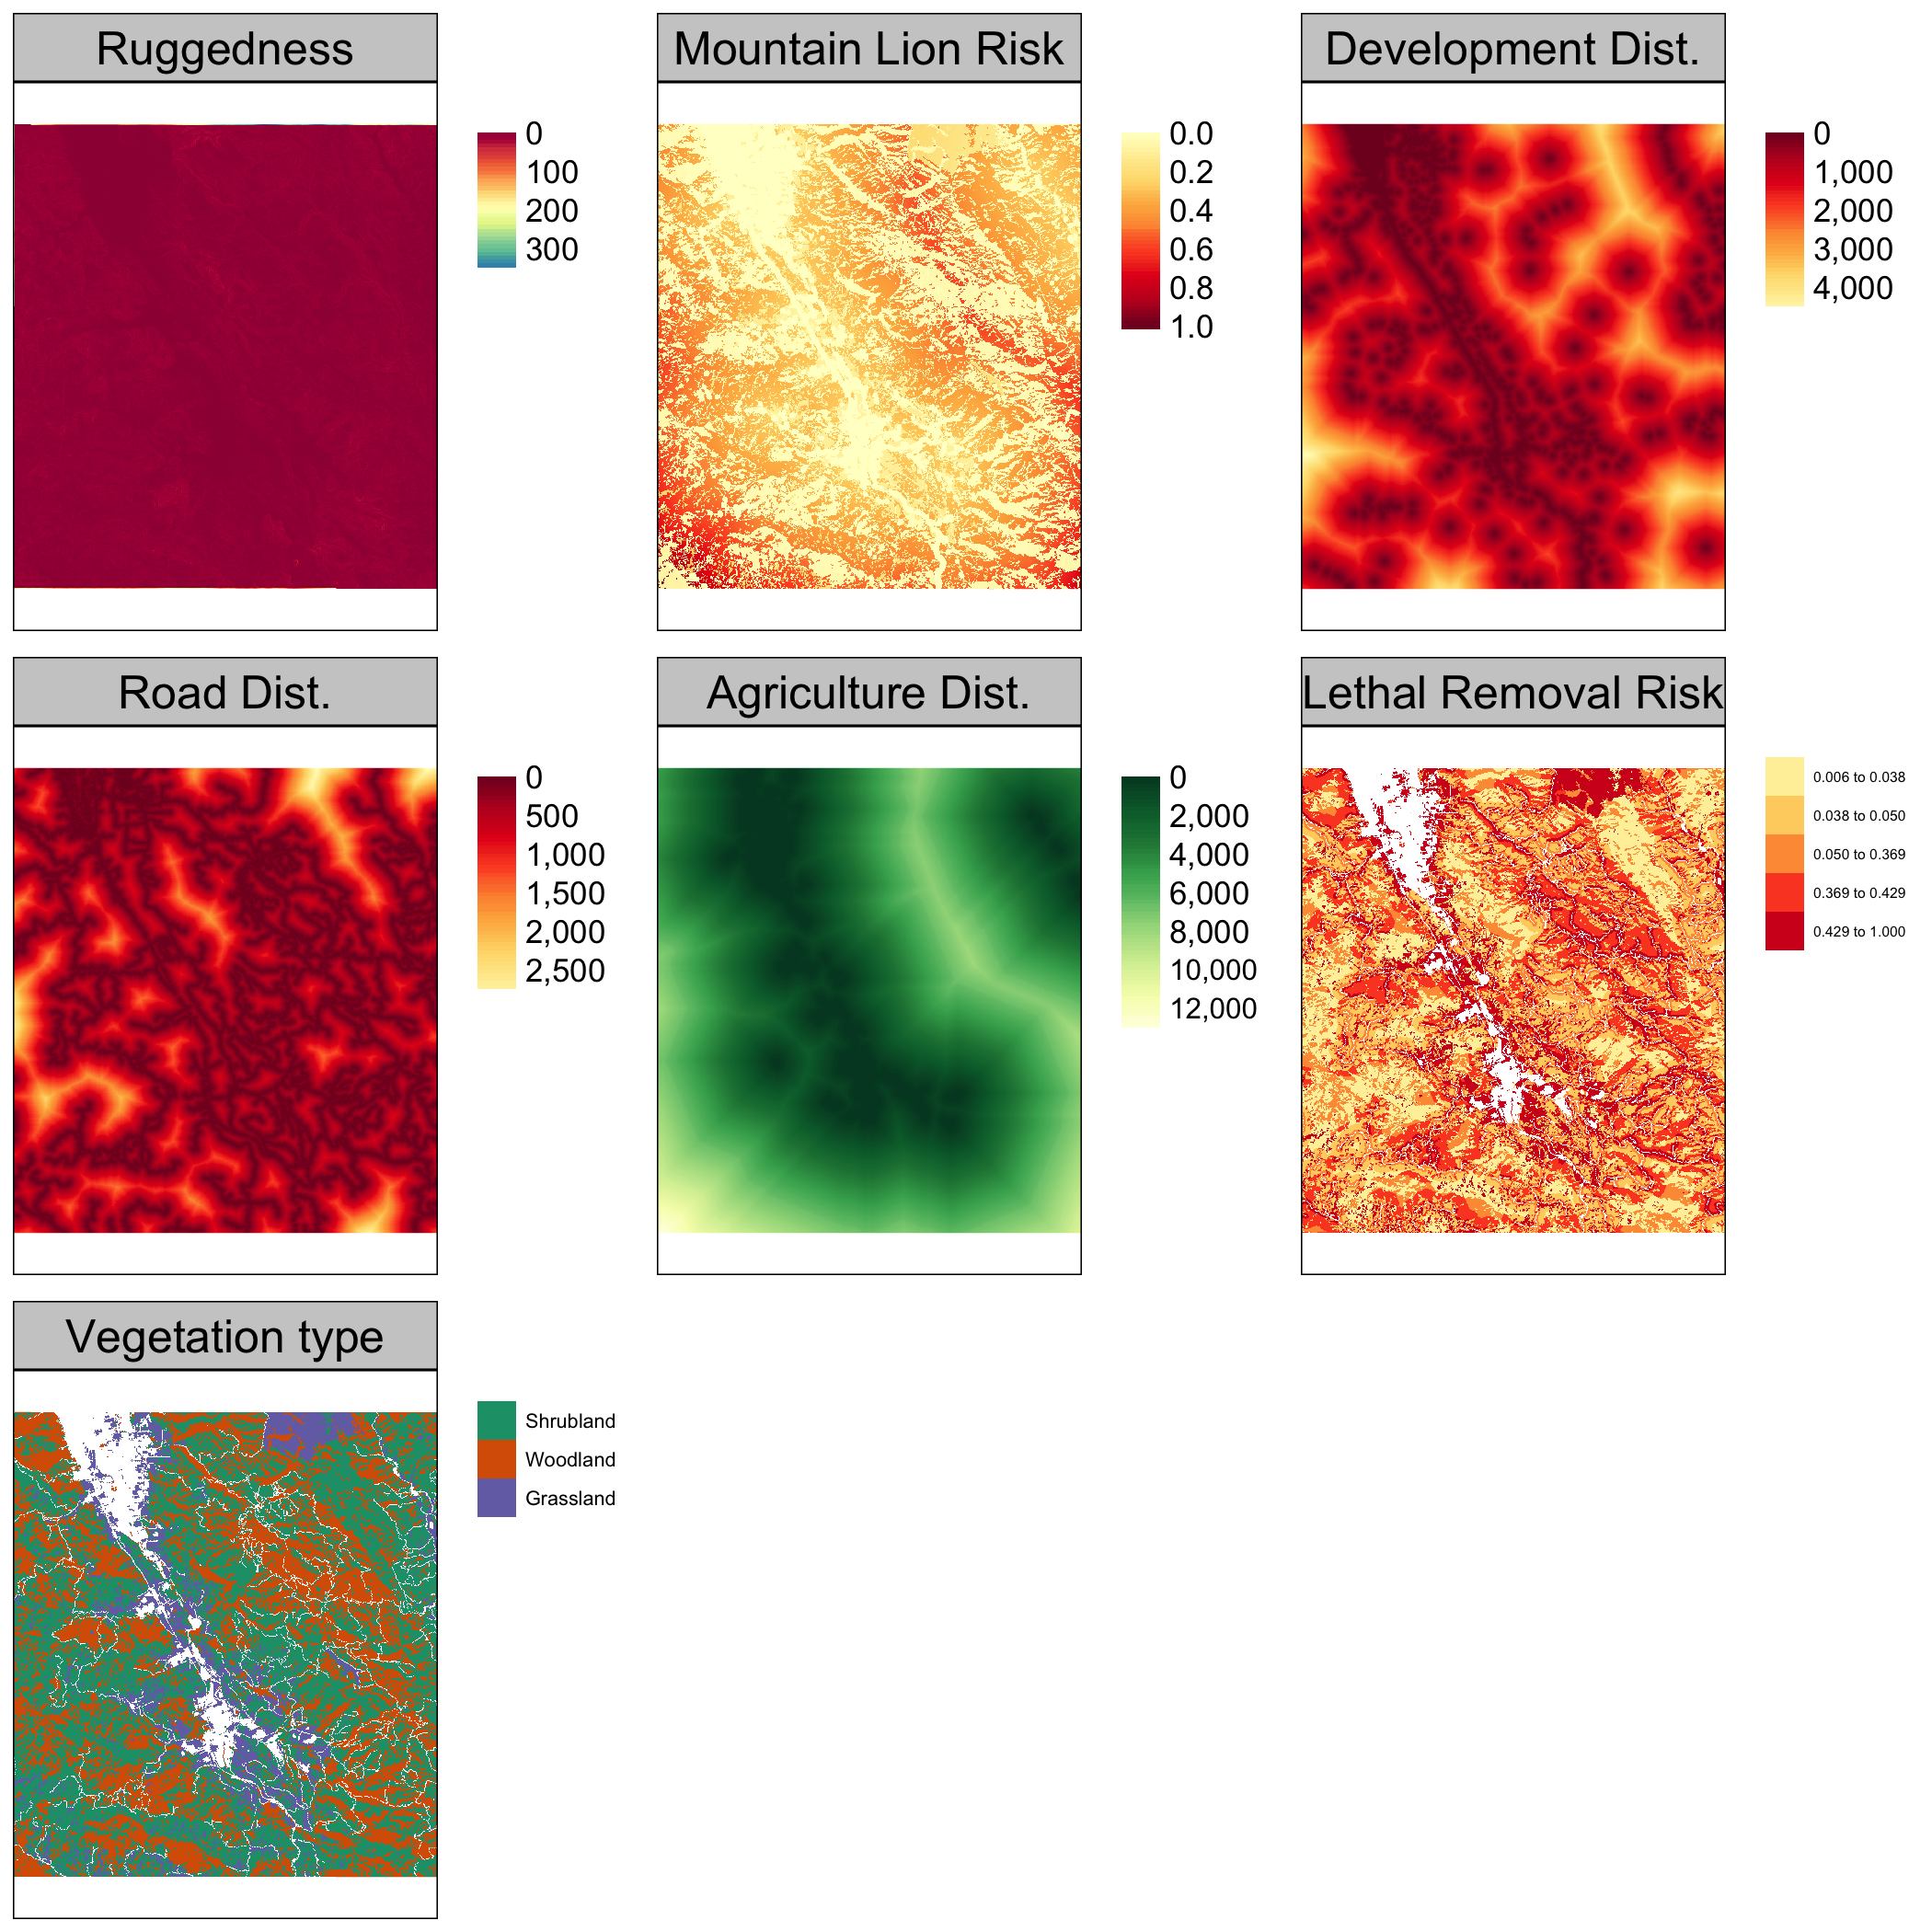 Ruggedness
0
100
200
300
Mountain Lion Risk
0.0
0.2
0.4
0.6
0.8
1.0
Development Dist.
0
1,000
2,000
3,000
4,000
Road Dist.
0
500
1,000
1,500
2,000
2,500
Agriculture Dist.
0
2,000
4,000
6,000
8,000
10,000
12,000
Lethal Removal Risk
0.006 to 0.038
0.038 to 0.050
0.050 to 0.369
0.369 to 0.429
0.429 to 1.000
Vegetation type
Shrubland
Woodland
Grassland